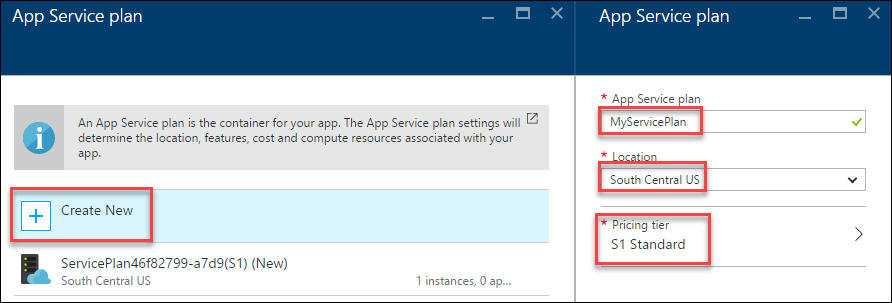 App Service plan
An App Service plan is the container for your app. The App Service plan settings will
determine the location, features, cost and compute resources associated with your
app.
Create New
ServicePlan46f82799-a7d9(S1) (New)
South Central US
1 instances, 0 ap...
App Service plan
* App Service plan
MyServicePlan
* Location
South Central US
* Pricing tier
S1 Standard